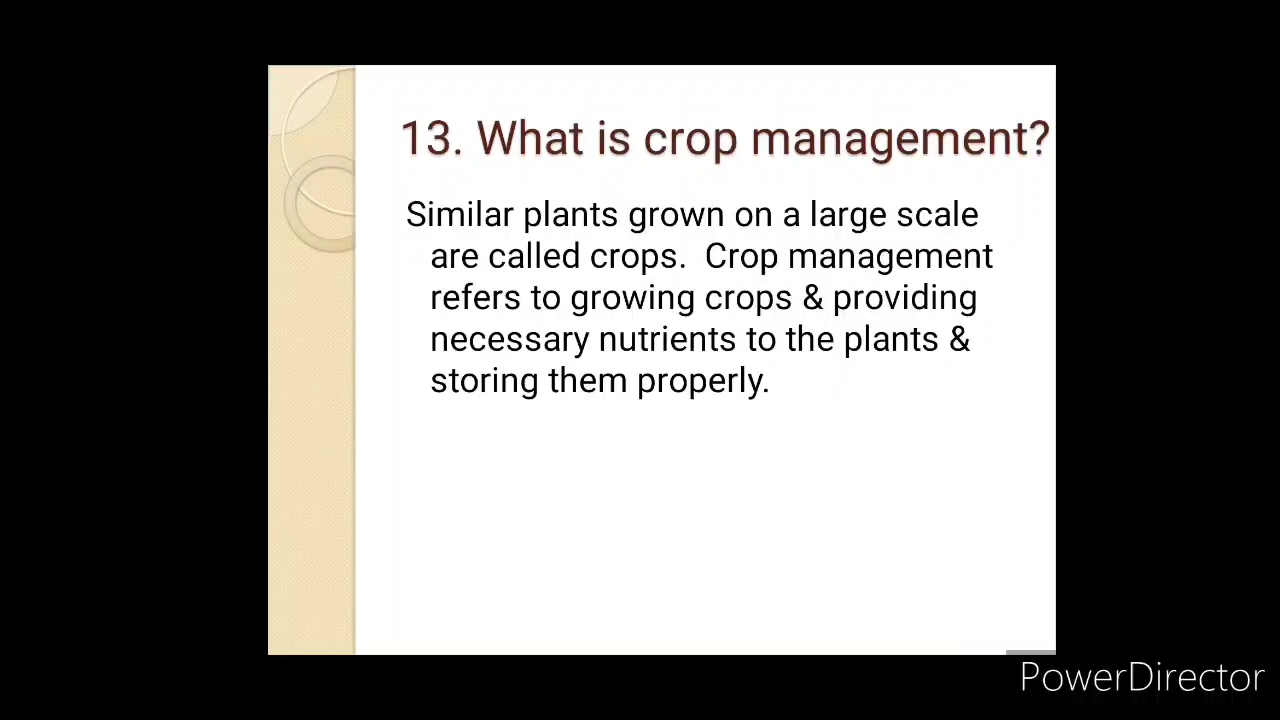 13. What is crop management?
Similar plants grown on a large scale
are called crops.  Crop management
refers to growing crops & providing
necessary nutrients to the plants &
storing them properly.
PowerDirector